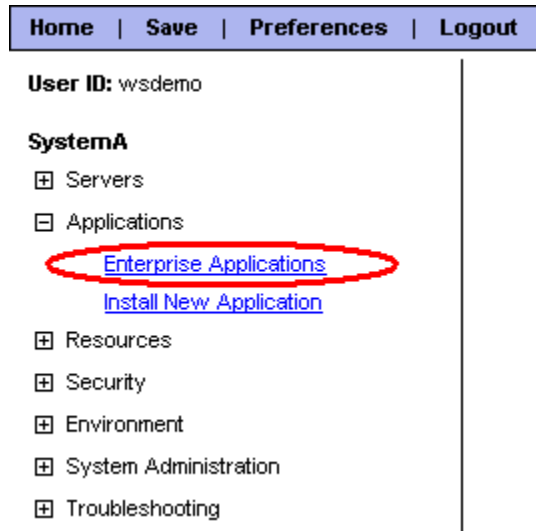 Home | Save | Preferences | Logout
User ID: wsdemo
SystemA
Servers
Applications
Enterprise Applications
Install New Application
Resources
Security
Environment
System Administration
Troubleshooting